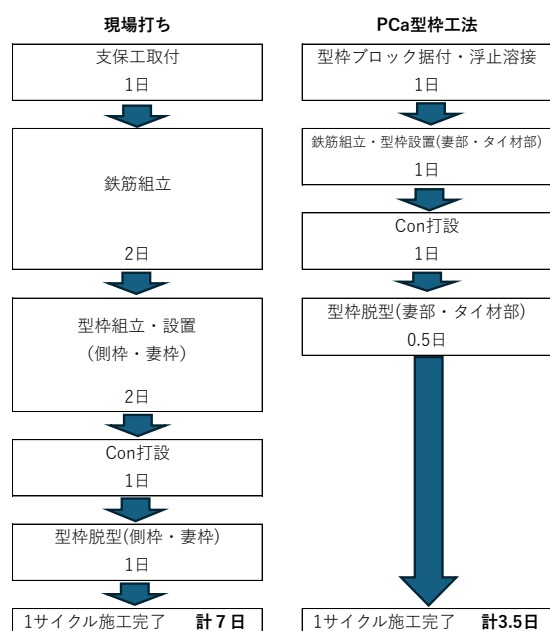 現場打ち
支保工取付
1日
鉄筋組立
2日
型枠組立・設置
(側枠・妻枠)
2日
Con打設
1日
型枠脱型(側枠・妻枠)
1日
1サイクル施工完了 計７日
PCa型枠工法
型枠ブロック据付・浮止溶接
1日
鉄筋組立・型枠設置(妻部・タイ材部)
1日
Con打設
1日
型枠脱型(妻部・タイ材部)
0.5日
1サイクル施工完了 計3.5日